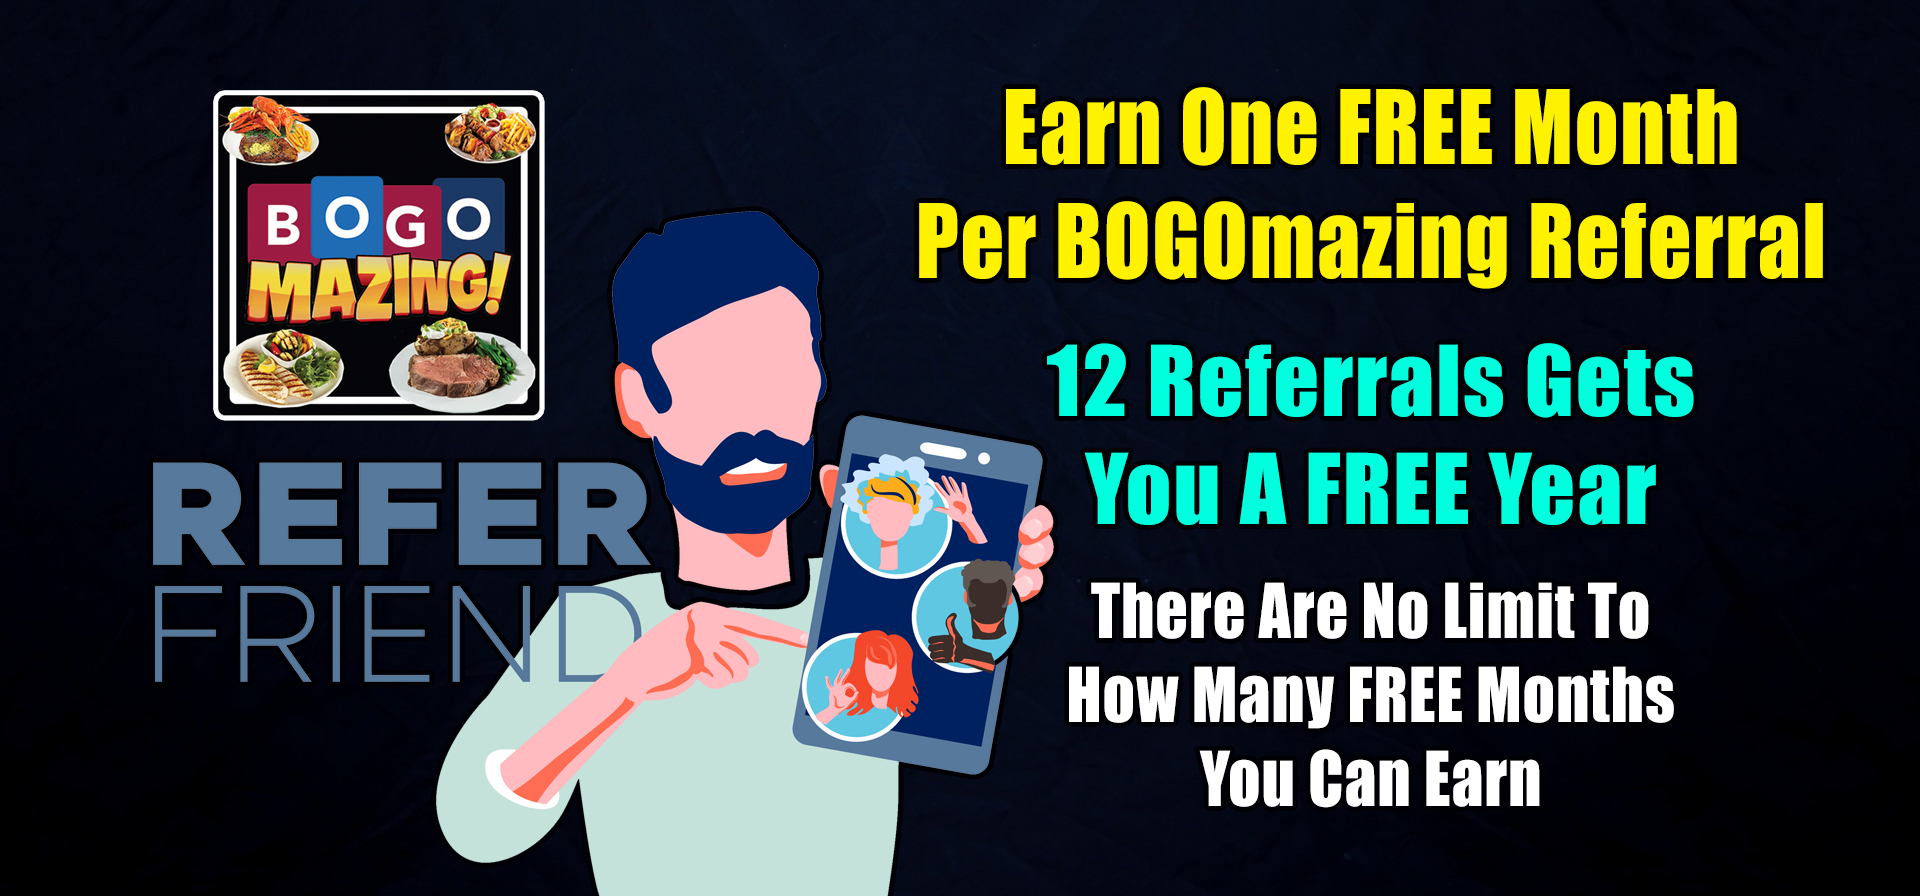 BOGO
MAZING!
REFER
FRIEND
Earn One FREE Month
Per BOGOmazing Referral
12 Referrals Gets
You A FREE Year
There Are No Limit To
How Many FREE Months
You Can Earn